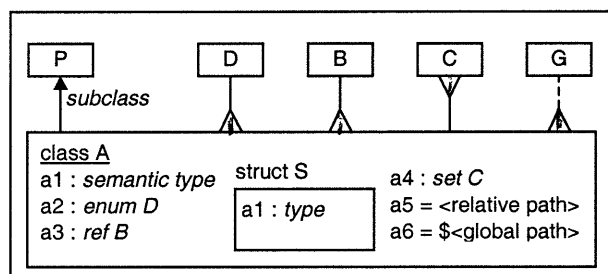 P D B C G
subclass
class A
a1 : semantic type
a2 : enum D
a3 : ref B
struct S
a1 : type
a4 : set C
a5 = <relative path>
a6 = $<global path>